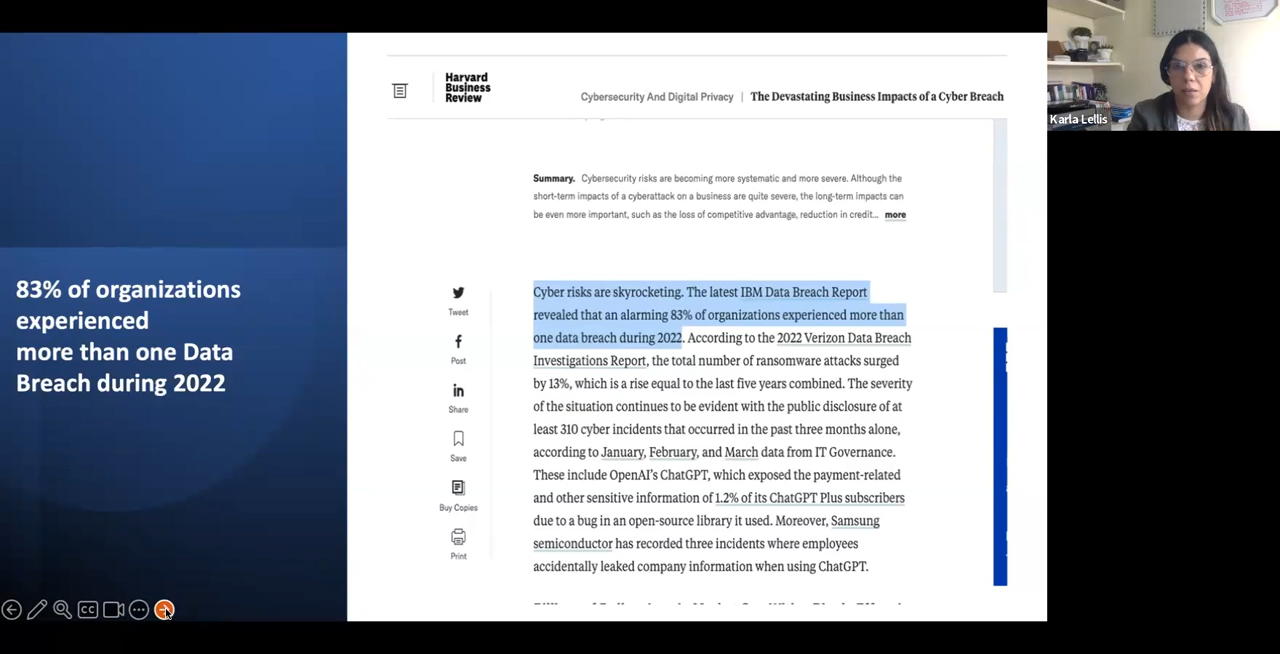 Harvard
Business
Review
Cybersecurity And Digital Privacy | The Devastating Business Impacts of a Cyber Breach
Karla Lellis
Summary. Cybersecurity risks are becoming more systematic and more severe. Although the
short-term impacts of a cyberattack on a business are quite severe, the long-term impacts can
be even more important, such as the loss of competitive advantage, reduction in credit... more
83% of organizations
experienced
more than one Data
Breach during 2022
Tweet
Post
Share
Save
Buy Copies
Print
Cyber risks are skyrocketing. The latest IBM Data Breach Report
revealed that an alarming 83% of organizations experienced more than
one data breach during 2022. According to the 2022 Verizon Data Breach
Investigations Report, the total number of ransomware attacks surged
by 13%, which is a rise equal to the last five years combined. The severity
of the situation continues to be evident with the public disclosure of at
least 310 cyber incidents that occurred in the past three months alone,
according to January, February, and March data from IT Governance.
These include OpenAI's ChatGPT, which exposed the payment-related
and other sensitive information of 1.2% of its ChatGPT Plus subscribers
due to a bug in an open-source library it used. Moreover, Samsung
semiconductor has recorded three incidents where employees
accidentally leaked company information when using ChatGPT.
CC